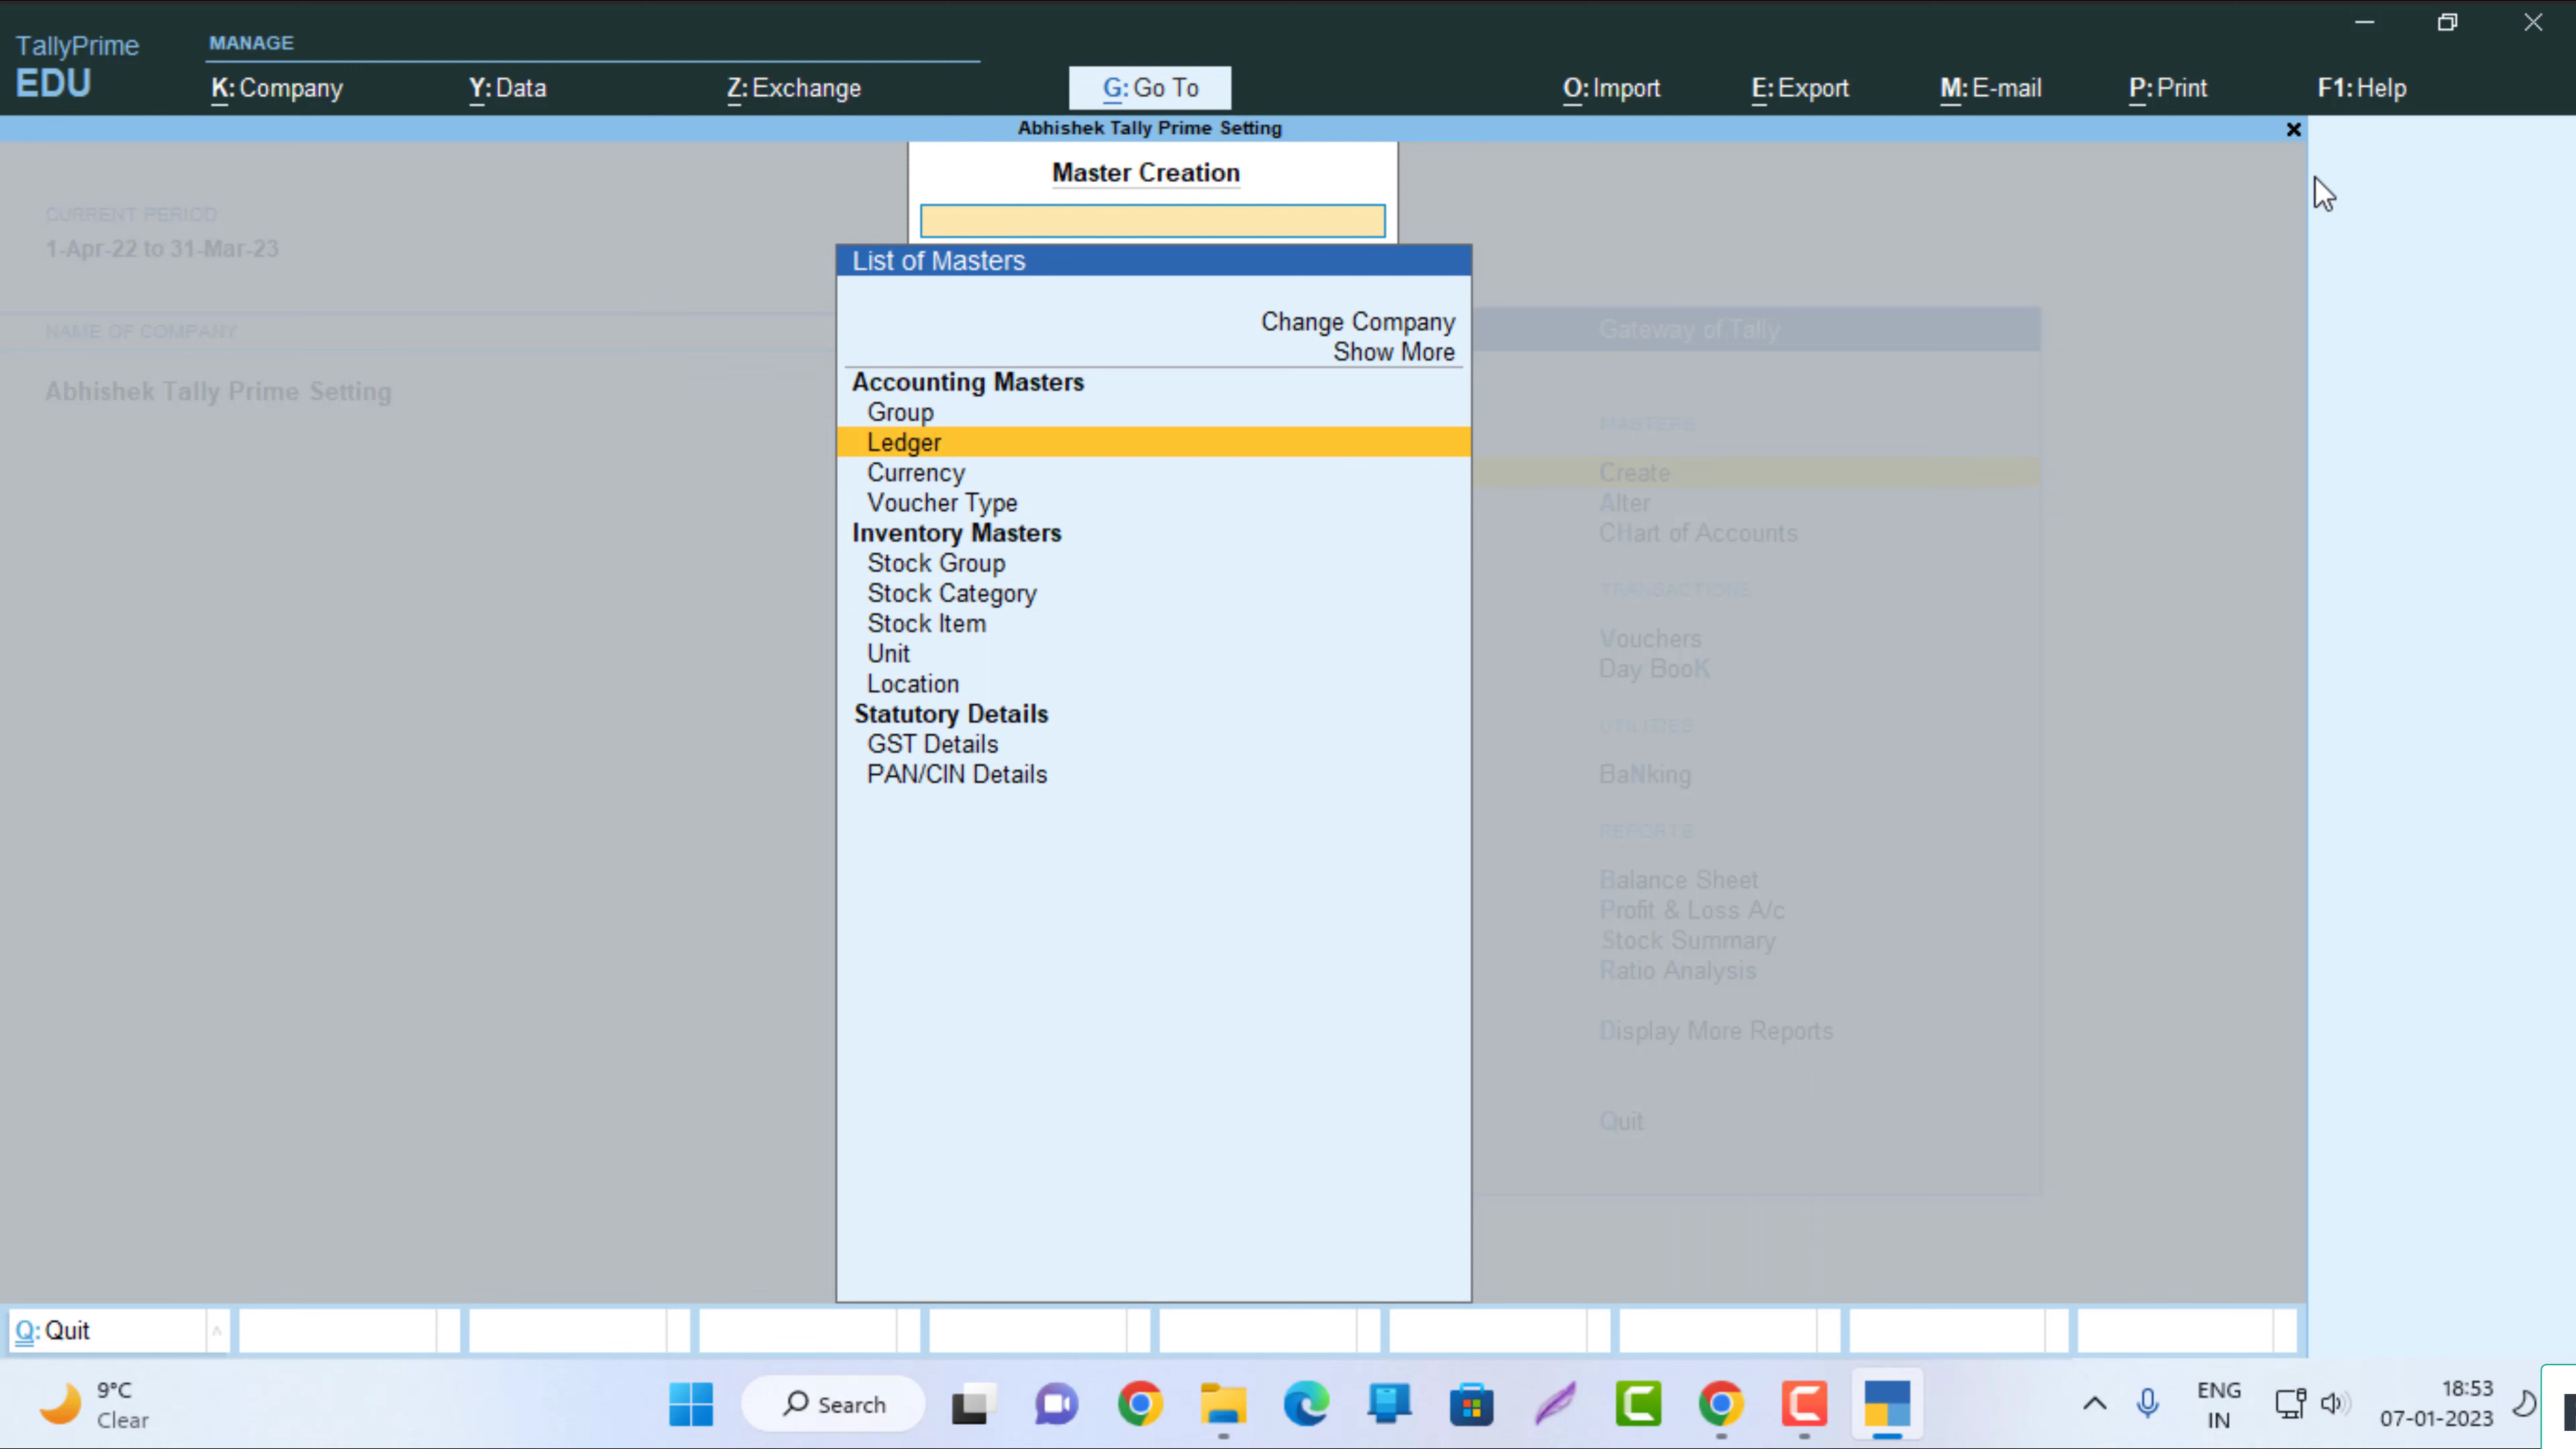 TallyPrime
EDU
MANAGE
K: Company
Y: Data
Z: Exchange
G: Go To
O: Import
E: Export
M: E-mail
P: Print
F1: Help
Abhishek Tally Prime Setting
Master Creation
CURRENT PERIOD
1-Apr-22 to 31-Mar-23
NAME OF COMPANY
Abhishek Tally Prime Setting
List of Masters
Change Company
Show More
Accounting Masters
Group
Ledger
Currency
Voucher Type
Inventory Masters
Stock Group
Stock Category
Stock Item
Unit
Location
Statutory Details
GST Details
PAN/CIN Details
Gateway of Tally
MASTERS
Create
Alter
CHart of Accounts
TRANSACTIONS
Vouchers
Day BooK
UTILITIES
BaNking
REPORTS
Balance Sheet
Profit & Loss A/c
Stock Summary
Ratio Analysis
Display More Reports
Quit
Q: Quit
9°C
Clear
Search
ENG
IN
18:53
07-01-2023